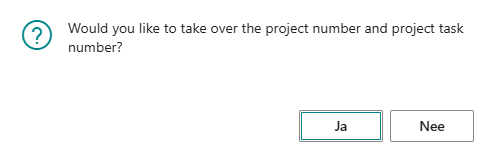 Would you like to take over the project number and project task
number?
Ja
Nee